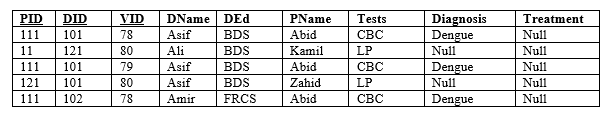 PID DID VID DName DEd PName Tests Diagnosis Treatment
111 101 78 Asif BDS Abid CBC Dengue Null
11 121 80 Ali BDS Kamil LP Null Null
111 101 79 Asif BDS Abid CBC Dengue Null
121 101 80 Asif BDS Zahid LP Null Null
111 102 78 Amir FRCS Abid CBC Dengue Null